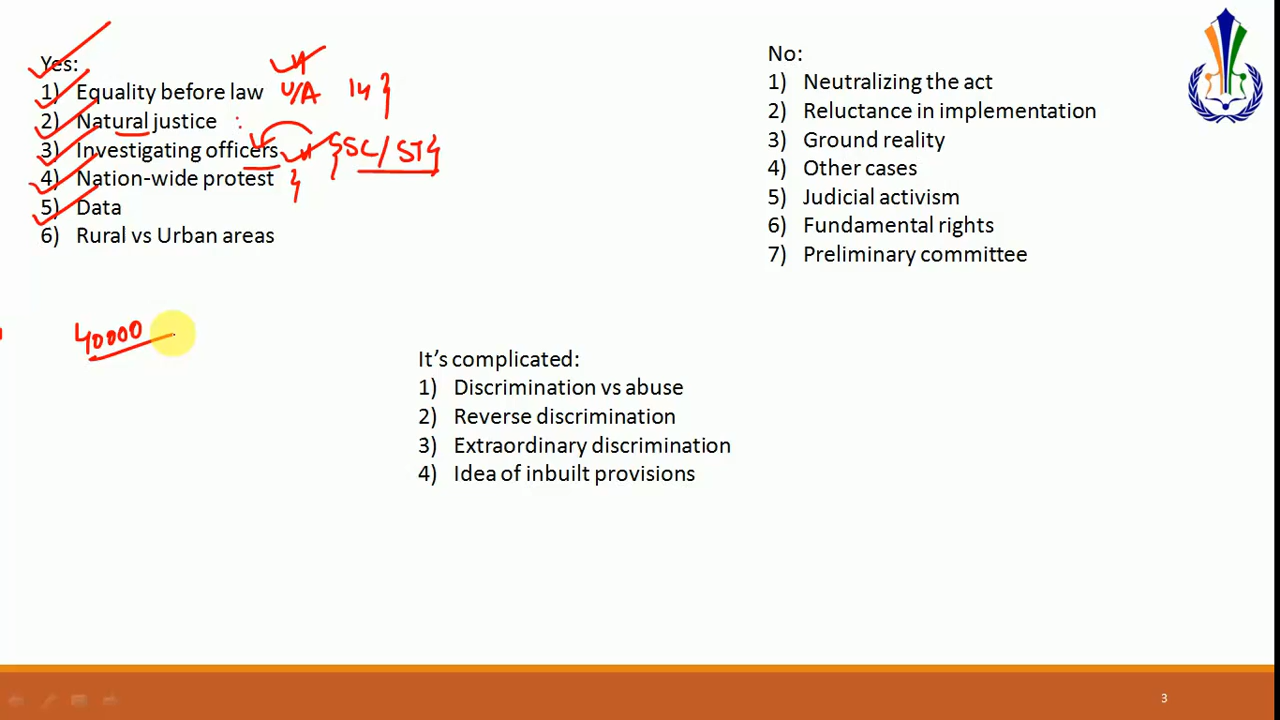 Yes:
1) Equality before law U/A 14 }
2) Natural justice :
3) Investigating officers {SC/ST}
4) Nation-wide protest }
5) Data
6) Rural vs Urban areas
40000
No:
1) Neutralizing the act
2) Reluctance in implementation
3) Ground reality
4) Other cases
5) Judicial activism
6) Fundamental rights
7) Preliminary committee
It's complicated:
1) Discrimination vs abuse
2) Reverse discrimination
3) Extraordinary discrimination
4) Idea of inbuilt provisions
3